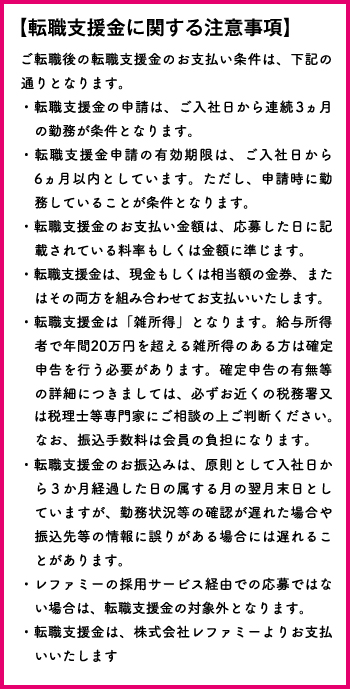 【転職支援金に関する注意事項】
ご転職後の転職支援金のお支払い条件は、下記の
通りとなります。
・転職支援金の申請は、ご入社日から連続3ヵ月
の勤務が条件となります。
・転職支援金申請の有効期限は、ご入社日から
6ヵ月以内としています。ただし、申請時に勤
務していることが条件となります。
・転職支援金のお支払い金額は、応募した日に記
載されている料率もしくは金額に準じます。
・転職支援金は、現金もしくは相当額の金券、また
はその両方を組み合わせてお支払いいたします。
・転職支援金は「雑所得」となります。給与所得
者で年間20万円を超える雑所得のある方は確定
申告を行う必要があります。確定申告の有無等
の詳細につきましては、必ずお近くの税務署又
は税理士等専門家にご相談の上ご判断ください。
なお、振込手数料は会員の負担になります。
・転職支援金のお振込みは、原則として入社日か
ら3か月経過した日の属する月の翌月末日とし
ていますが、勤務状況等の確認が遅れた場合や
振込先等の情報に誤りがある場合には遅れるこ
とがあります。
・レファミーの採用サービス経由での応募ではな
い場合は、転職支援金の対象外となります。
・転職支援金は、株式会社レファミーよりお支払
いいたします